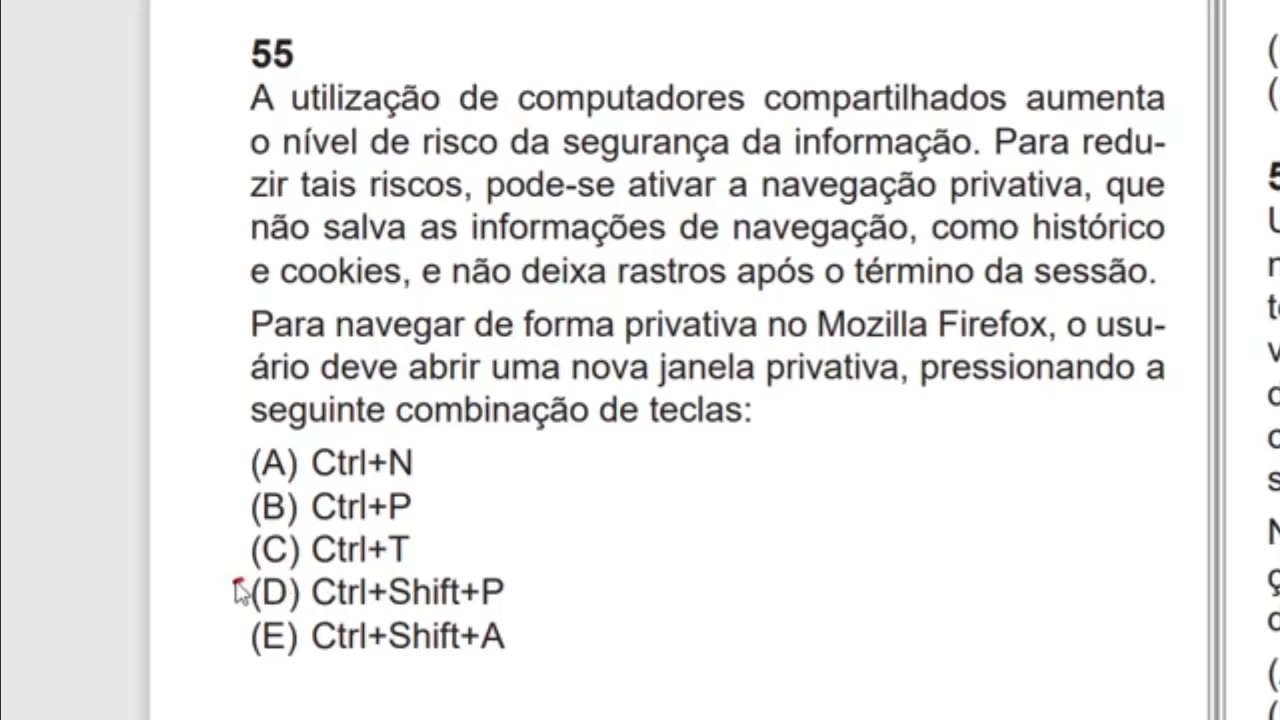 55
A utilização de computadores compartilhados aumenta
o nível de risco da segurança da informação. Para redu-
zir tais riscos, pode-se ativar a navegação privativa, que
não salva as informações de navegação, como histórico
e cookies, e não deixa rastros após o término da sessão.
Para navegar de forma privativa no Mozilla Firefox, o usu-
ário deve abrir uma nova janela privativa, pressionando a
seguinte combinação de teclas:
(A) Ctrl+N
(B) Ctrl+P
(C) Ctrl+T
(D) Ctrl+Shift+P
(E) Ctrl+Shift+A